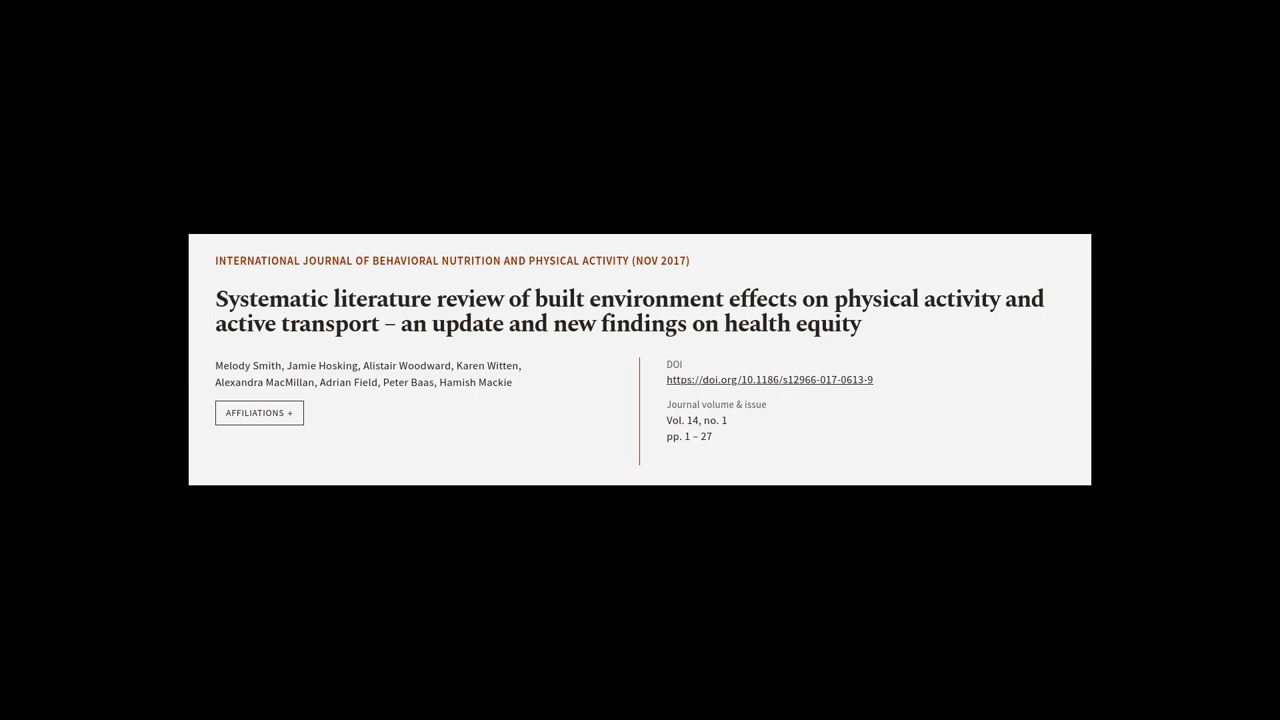 INTERNATIONAL JOURNAL OF BEHAVIORAL NUTRITION AND PHYSICAL ACTIVITY (NOV 2017)
Systematic literature review of built environment effects on physical activity and
active transport – an update and new findings on health equity
Melody Smith, Jamie Hosking, Alistair Woodward, Karen Witten,
Alexandra MacMillan, Adrian Field, Peter Baas, Hamish Mackie
AFFILIATIONS +
DOI
https://doi.org/10.1186/s12966-017-0613-9
Journal volume & issue
Vol. 14, no. 1
pp. 1 – 27